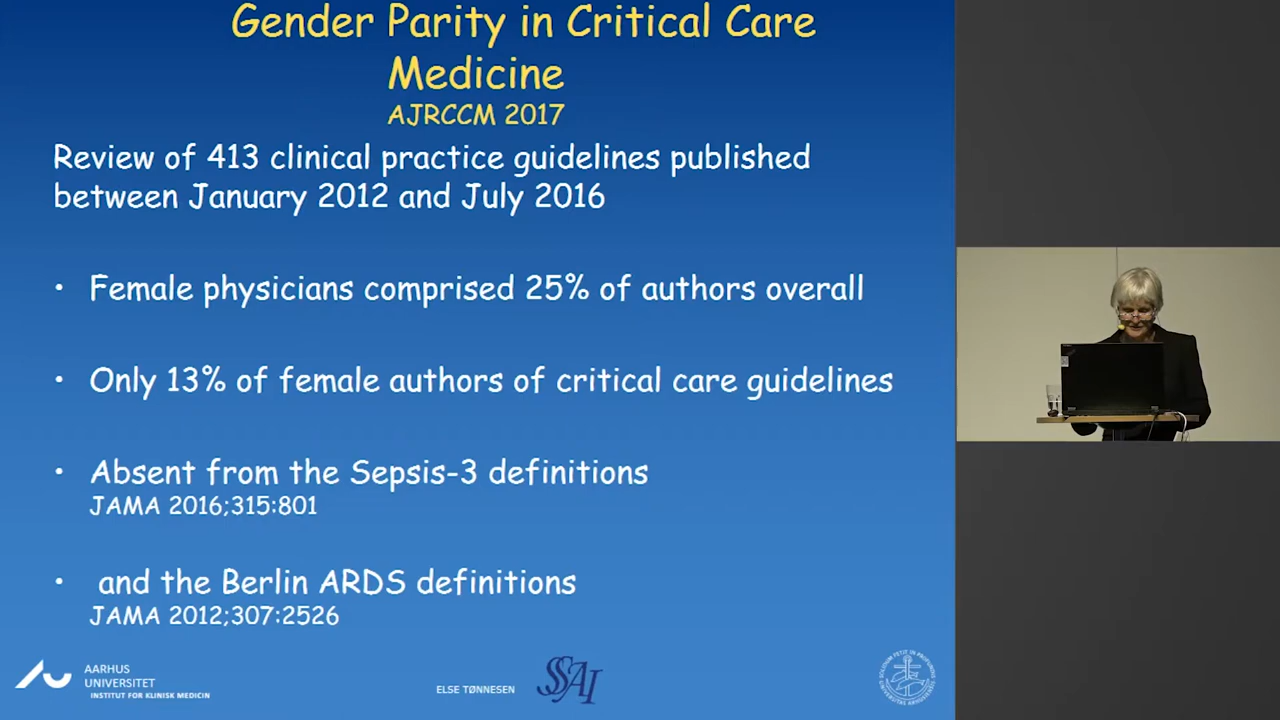 Gender Parity in Critical Care
Medicine
AJRCCM 2017
Review of 413 clinical practice guidelines published
between January 2012 and July 2016
• Female physicians comprised 25% of authors overall
• Only 13% of female authors of critical care guidelines
• Absent from the Sepsis-3 definitions
JAMA 2016;315:801
• and the Berlin ARDS definitions
JAMA 2012;307:2526
AARHUS
UNIVERSITET
INSTITUT FOR KLINISK MEDICIN
ELSE TØNNESEN
SSAI